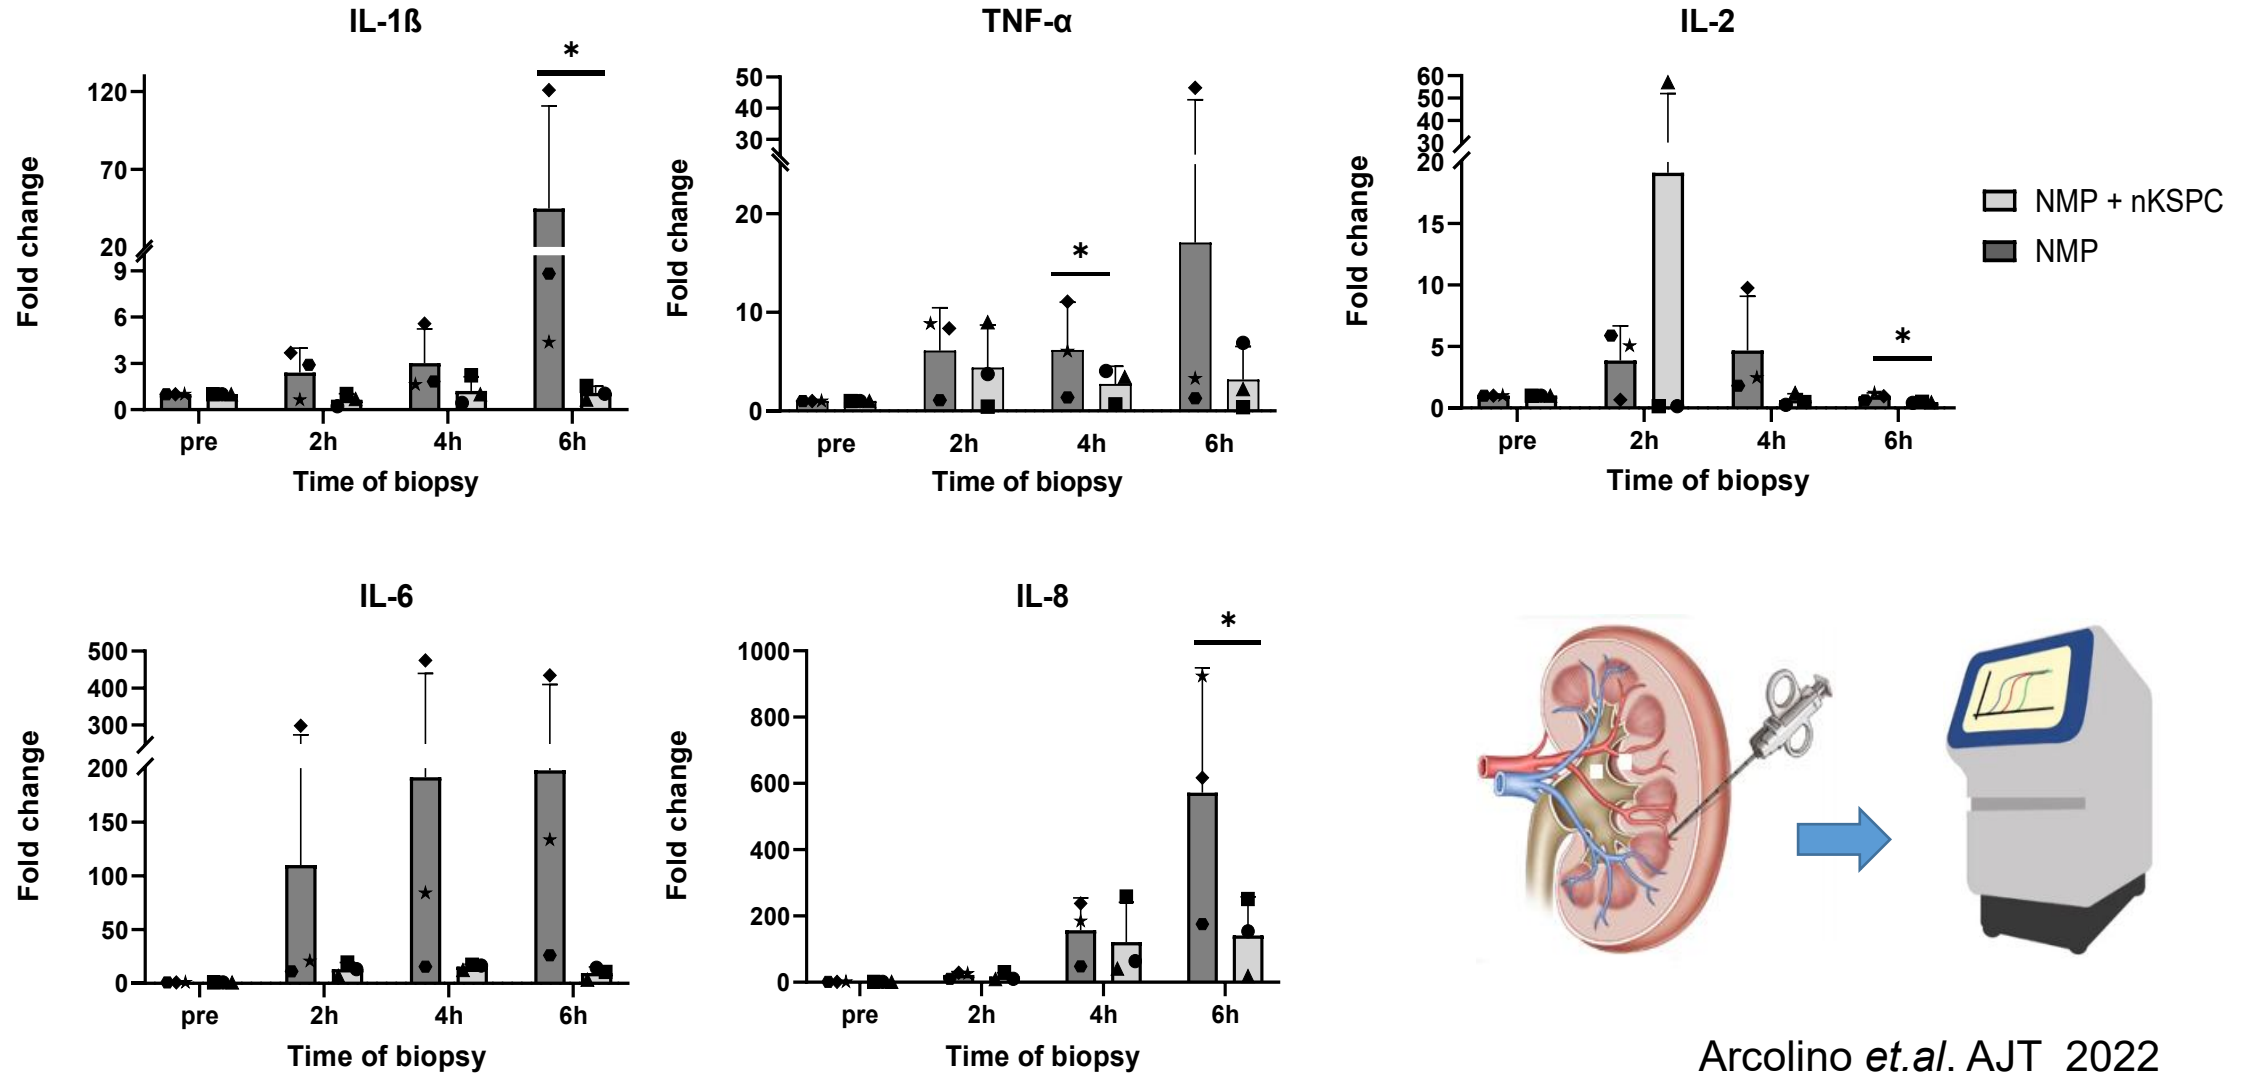 IL-1ß
*
120
70
20
9
6
3
0
Fold change
pre 2h 4h 6h
Time of biopsy
TNF-α
*
50
40
30
20
10
0
Fold change
pre 2h 4h 6h
Time of biopsy
IL-2
*
60
50
40
30
20
15
10
5
0
Fold change
pre 2h 4h 6h
Time of biopsy
NMP + nKSPC
NMP
IL-6
500
400
300
200
150
100
50
0
Fold change
pre 2h 4h 6h
Time of biopsy
IL-8
*
1000
800
600
400
200
0
Fold change
pre 2h 4h 6h
Time of biopsy
Arcolino et.al. AJT 2022